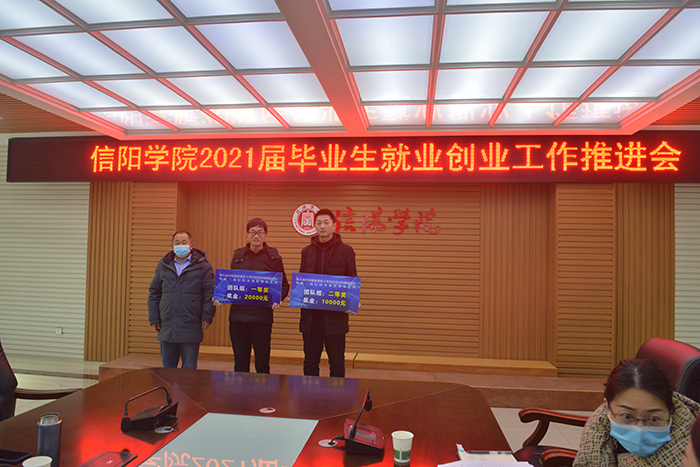 信阳学院2021届毕业生就业创业工作推进会
信阳学院
团队组：一等奖
奖金：20000元
团队组：二等奖
奖金：10000元